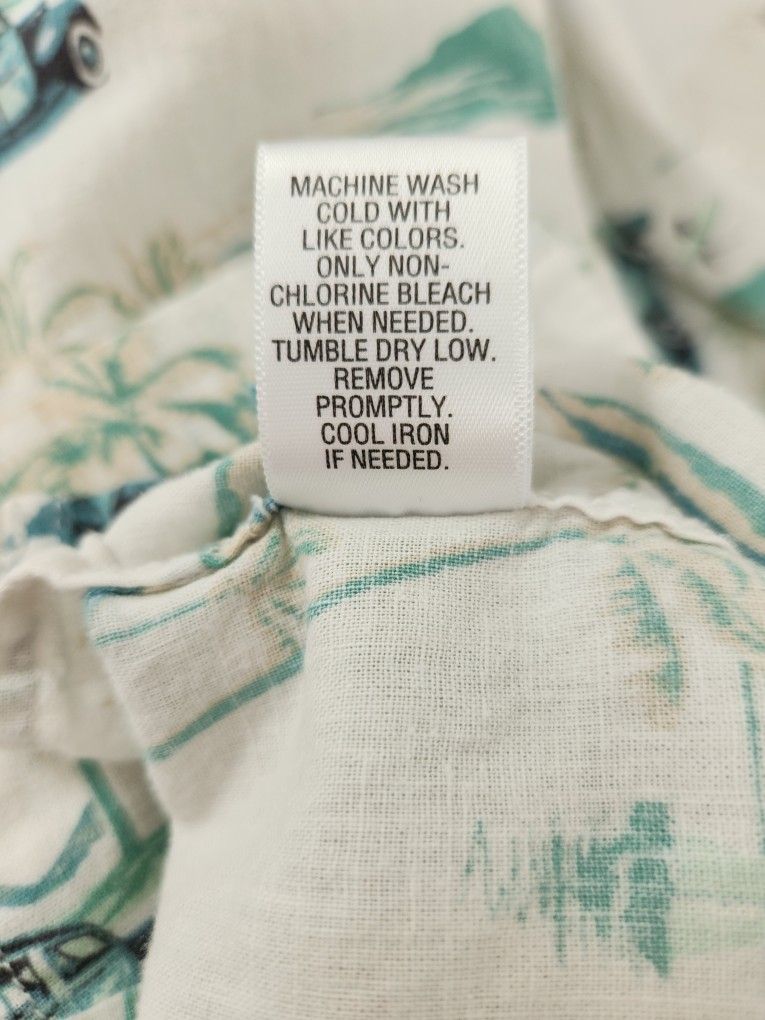 MACHINE WASH
COLD WITH
LIKE COLORS.
ONLY NON-
CHLORINE BLEACH
WHEN NEEDED.
TUMBLE DRY LOW.
REMOVE
PROMPTLY.
COOL IRON
IF NEEDED.